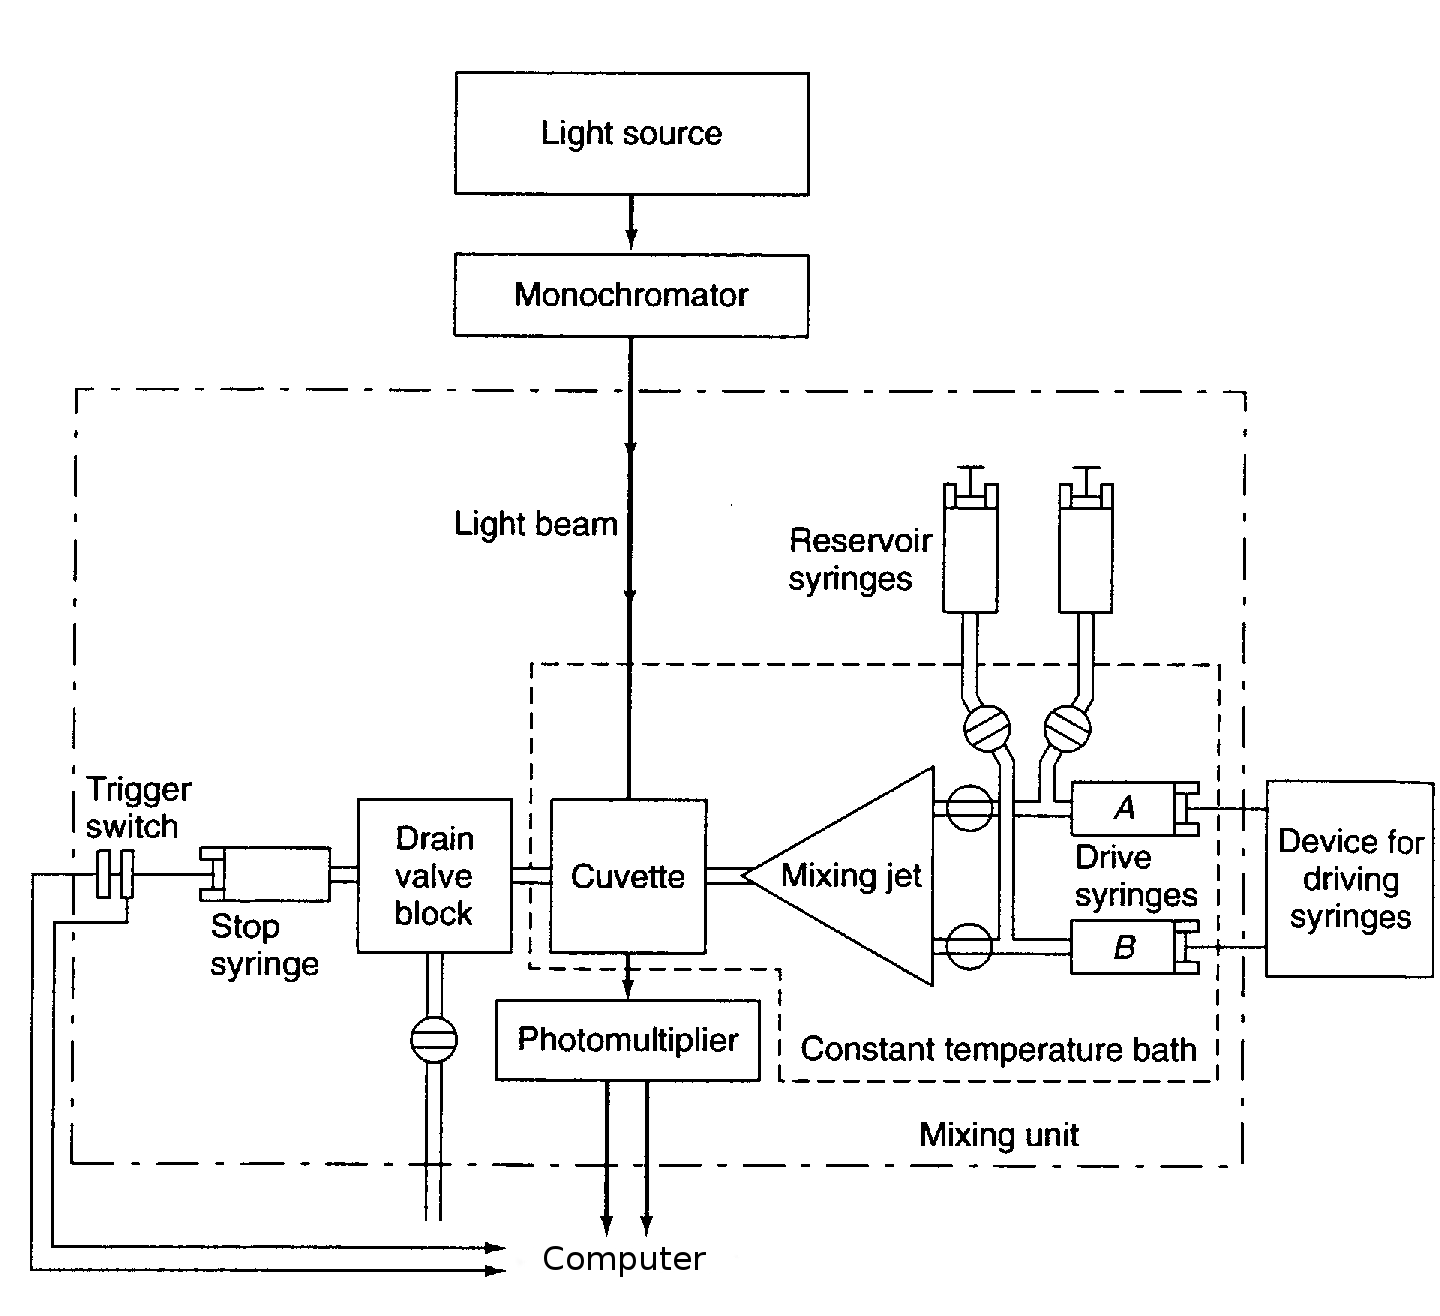 Light source
Monochromator
Light beam
Reservoir
syringes
Trigger
switch
Stop
syringe
Drain
valve
block
Cuvette
Mixing jet
A
Drive
syringes
B
Device for
driving
syringes
Photomultiplier
Constant temperature bath
Mixing unit
Computer